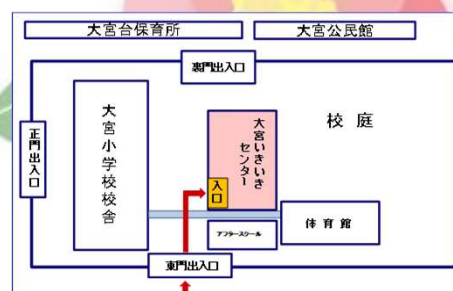 大宮台保育所
大宮公民館
裏門出入口
正門出入口
大宮小学校校舎
大宮いきいき
センター
入口
校庭
体育館
アフタースクール
東門出入口